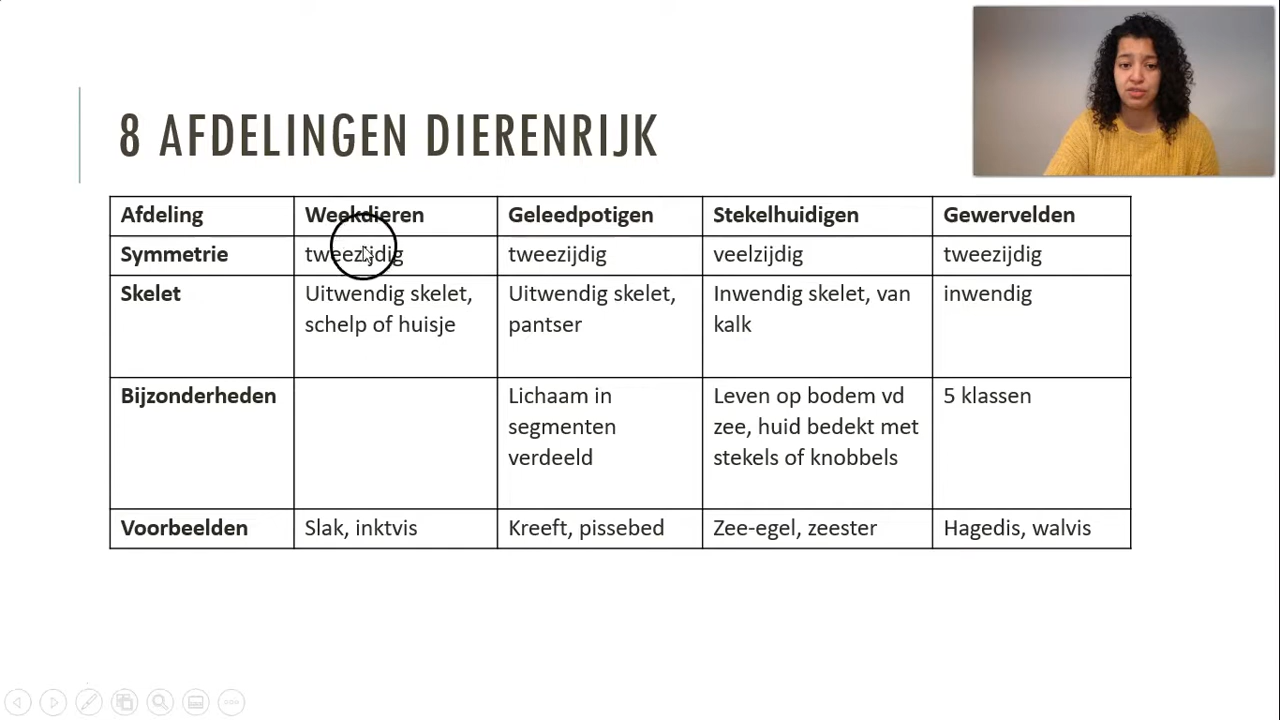 8 AFDELINGEN DIERENRIJK
Afdeling Weekdieren Geleedpotigen Stekelhuidigen Gewervelden
Symmetrie tweezijdig tweezijdig veelzijdig tweezijdig
Skelet Uitwendig skelet, Uitwendig skelet, Inwendig skelet, van inwendig
schelp of huisje pantser kalk
Bijzonderheden Lichaam in Leven op bodem vd 5 klassen
segmenten zee, huid bedekt met
verdeeld stekels of knobbels
Voorbeelden Slak, inktvis Kreeft, pissebed Zee-egel, zeester Hagedis, walvis